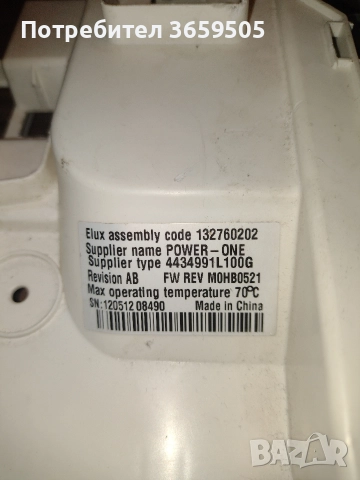 Потребител 3659505
Elux assembly code 132760202
Supplier name POWER-ONE
Supplier type 4434991L100G
Revision AB FW REV M0HB0521
Max operating temperature 70°C
SN:120512 08490 Made in China
BAZAR